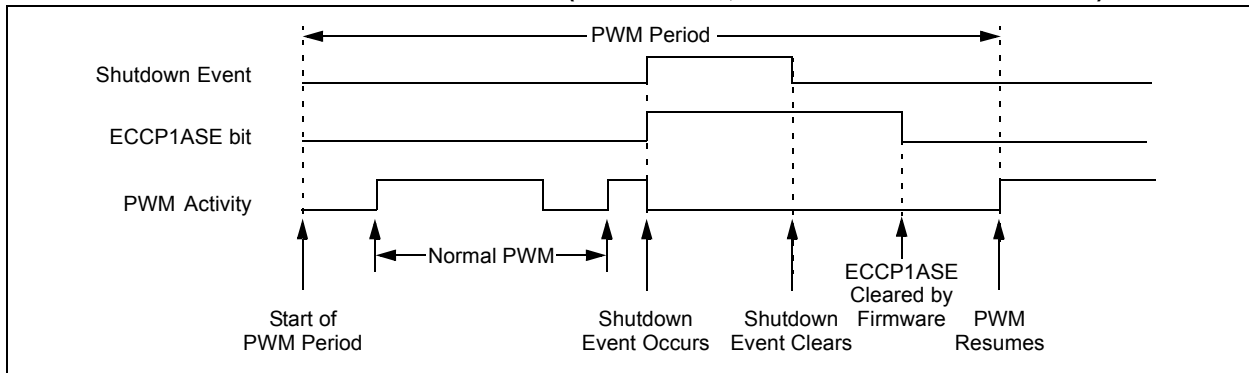 PWM Period
Shutdown Event
ECCP1ASE bit
PWM Activity
Normal PWM
Start of
PWM Period
Shutdown
Event Occurs
Shutdown
Event Clears
ECCP1ASE
Cleared by
Firmware
PWM
Resumes